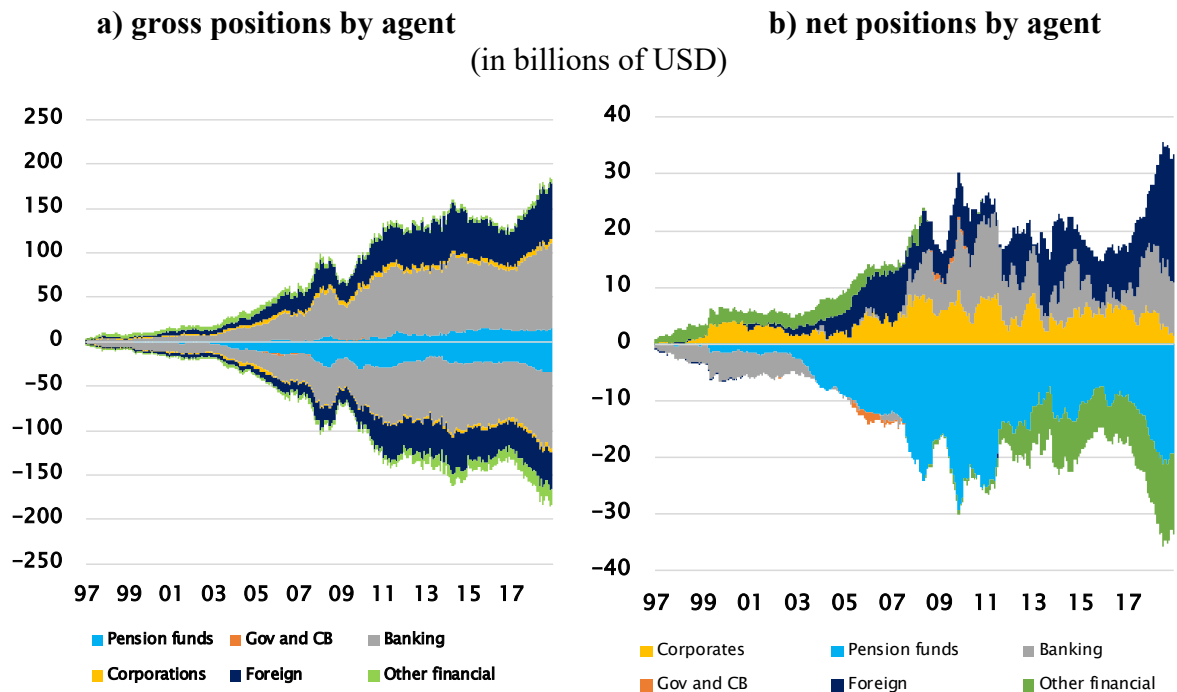 a) gross positions by agent
b) net positions by agent
(in billions of USD)
250
200
150
100
50
0
-50
-100
-150
-200
-250
97 99 01 03 05 07 09 11 13 15 17
Pension funds Gov and CB Banking
Corporations Foreign Other financial
40
30
20
10
0
-10
-20
-30
-40
97 99 01 03 05 07 09 11 13 15 17
Corporates Pension funds Banking
Gov and CB Foreign Other financial